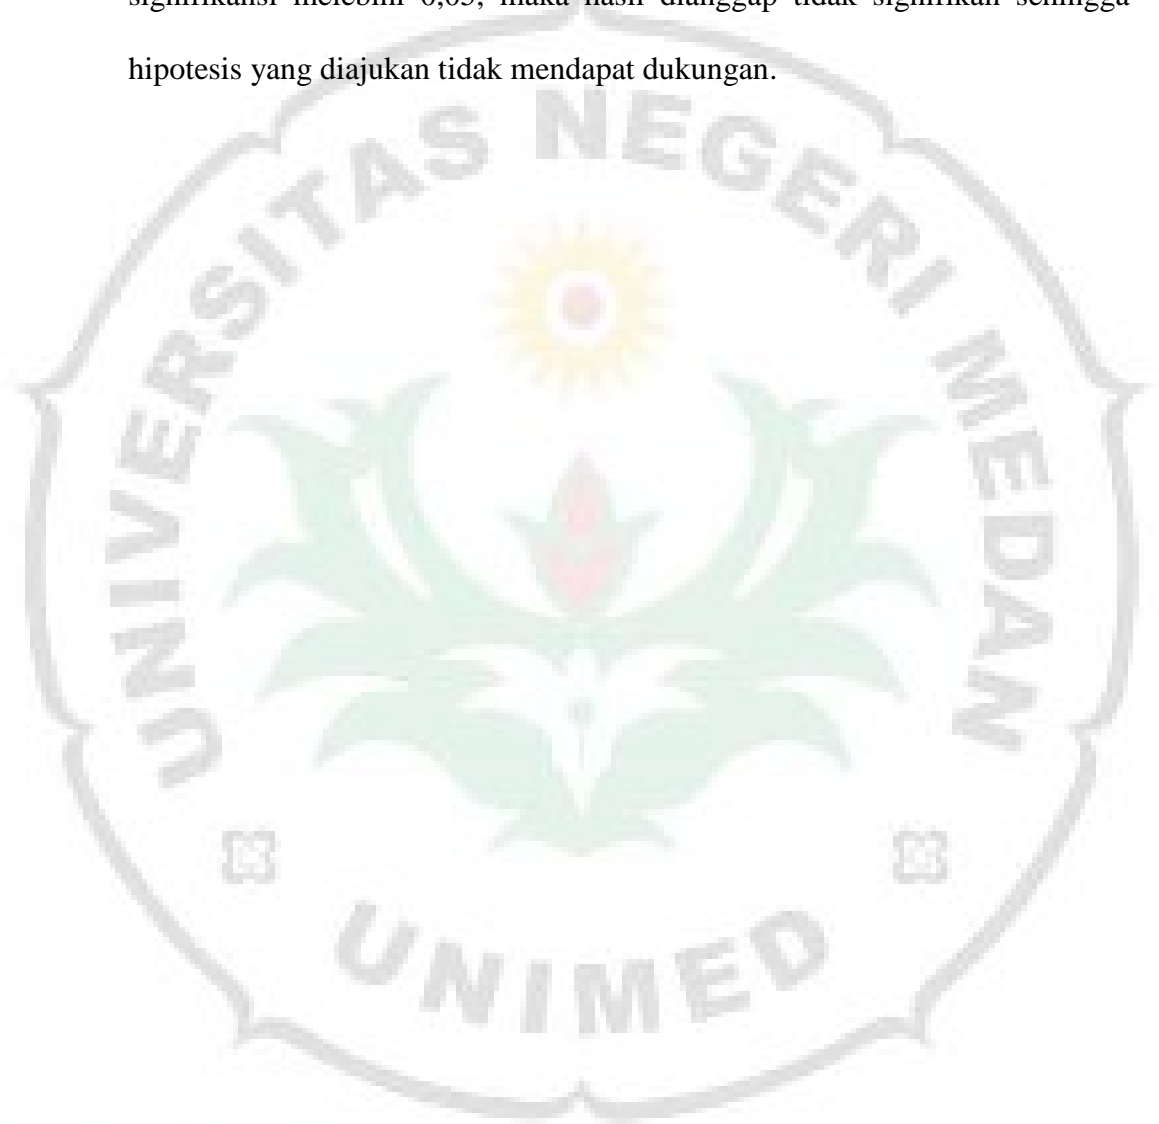 signifikansi melebihi 0,05, maka hasil dianggap tidak signifikan sehingga
hipotesis yang diajukan tidak mendapat dukungan.
UNIVERSITAS NEGERI MEDAN
UNIMED